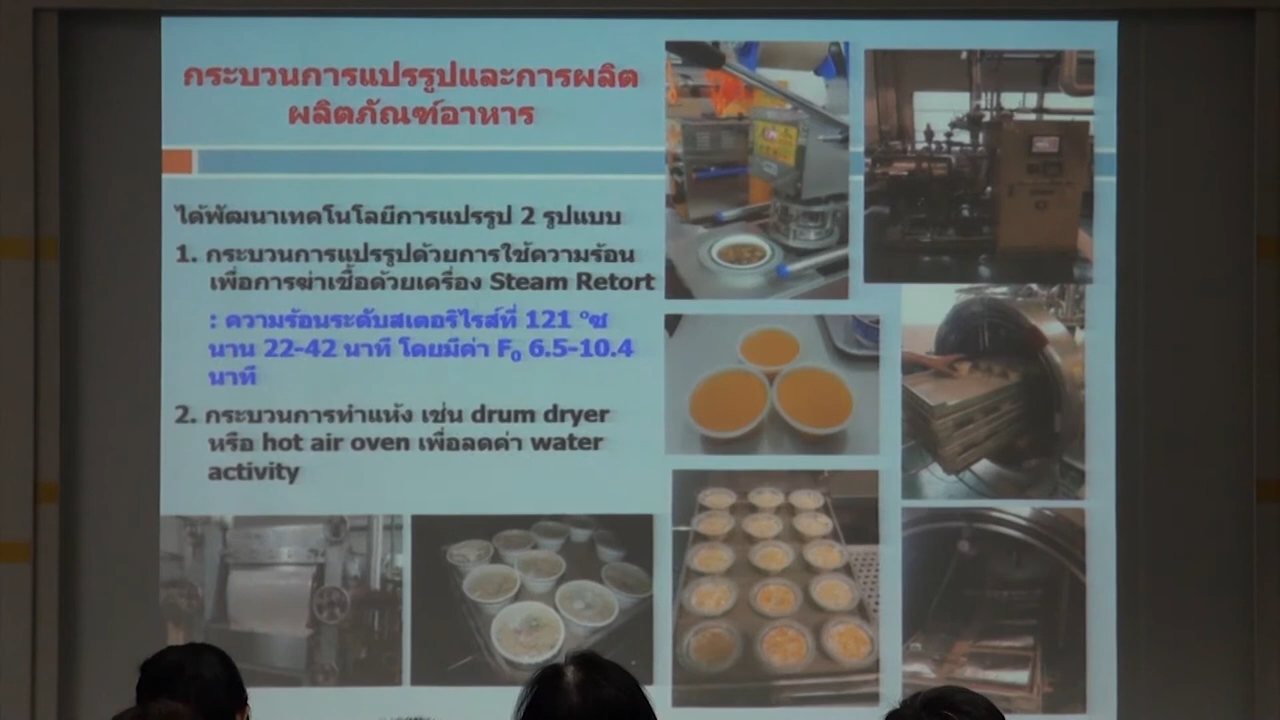 กระบวนการแปรรูปและการผลิต
ผลิตภัณฑ์อาหาร
ได้พัฒนาเทคโนโลยีการแปรรูป 2 รูปแบบ
1. กระบวนการแปรรูปด้วยการใช้ความร้อน
เพื่อการฆ่าเชื้อด้วยเครื่อง Steam Retort
: ความร้อนระดับสเตอริไรส์ที่ 121 °ซ
นาน 22-42 นาที โดยมีค่า F₀ 6.5-10.4
นาที
2. กระบวนการทำแห้ง เช่น drum dryer
หรือ hot air oven เพื่อลดค่า water
activity